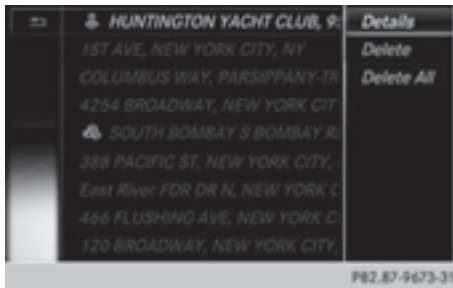 HUNTINGTON YACHT CLUB, 9:
1ST AVE, NEW YORK CITY, NY
COLUMBUS WAY, PARSIPPANY-TR
4254 BROADWAY, NEW YORK CIT
SOUTH BOMBAY S BOMBAY R
388 PACIFIC ST, NEW YORK CITY,
East River FDR DR N, NEW YORK C
466 FLUSHING AVE, NEW YORK C
120 BROADWAY, NEW YORK CITY,
Details
Delete
Delete All
P82.87-9673-31